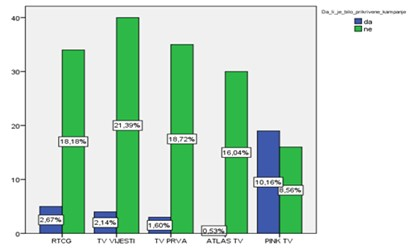 Da_li_je_bilo_prikrivene_kampanje
da
ne
40
30
20
10
0
2,67%
18,18%
2,14%
21,39%
1,60%
18,72%
0,53%
16,04%
10,16%
8,56%
RTCG
TV VIJESTI
TV PRVA
ATLAS TV
PINK TV